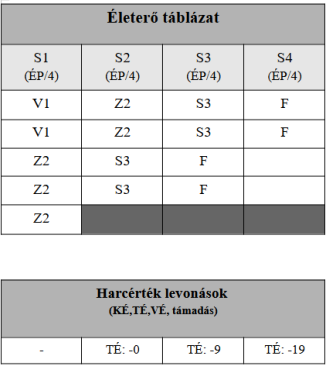 Életerő táblázat
S1 S2 S3 S4
(ÉP/4) (ÉP/4) (ÉP/4) (ÉP/4)
V1 Z2 S3 F
V1 Z2 S3 F
Z2 S3 F
Z2 S3 F
Z2
Harcérték levonások
(KÉ,TÉ,VÉ, támadás)
- TÉ: -0 TÉ: -9 TÉ: -19